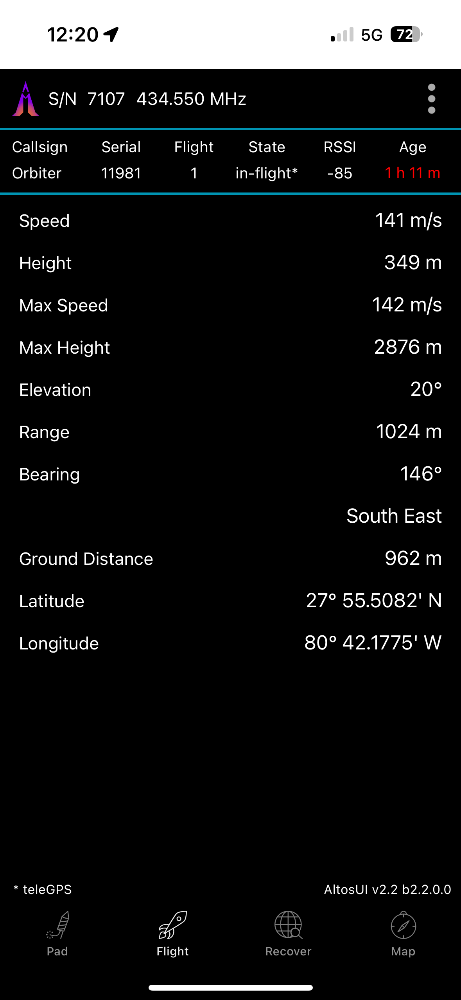 12:20 5G 72
S/N 7107 434.550 MHz
Callsign Serial Flight State RSSI Age
Orbiter 11981 1 in-flight* -85 1 h 11 m
Speed 141 m/s
Height 349 m
Max Speed 142 m/s
Max Height 2876 m
Elevation 20°
Range 1024 m
Bearing 146°
South East
Ground Distance 962 m
Latitude 27° 55.5082' N
Longitude 80° 42.1775' W
* teleGPS AltosUI v2.2 b2.2.0.0
Pad Flight Recover Map